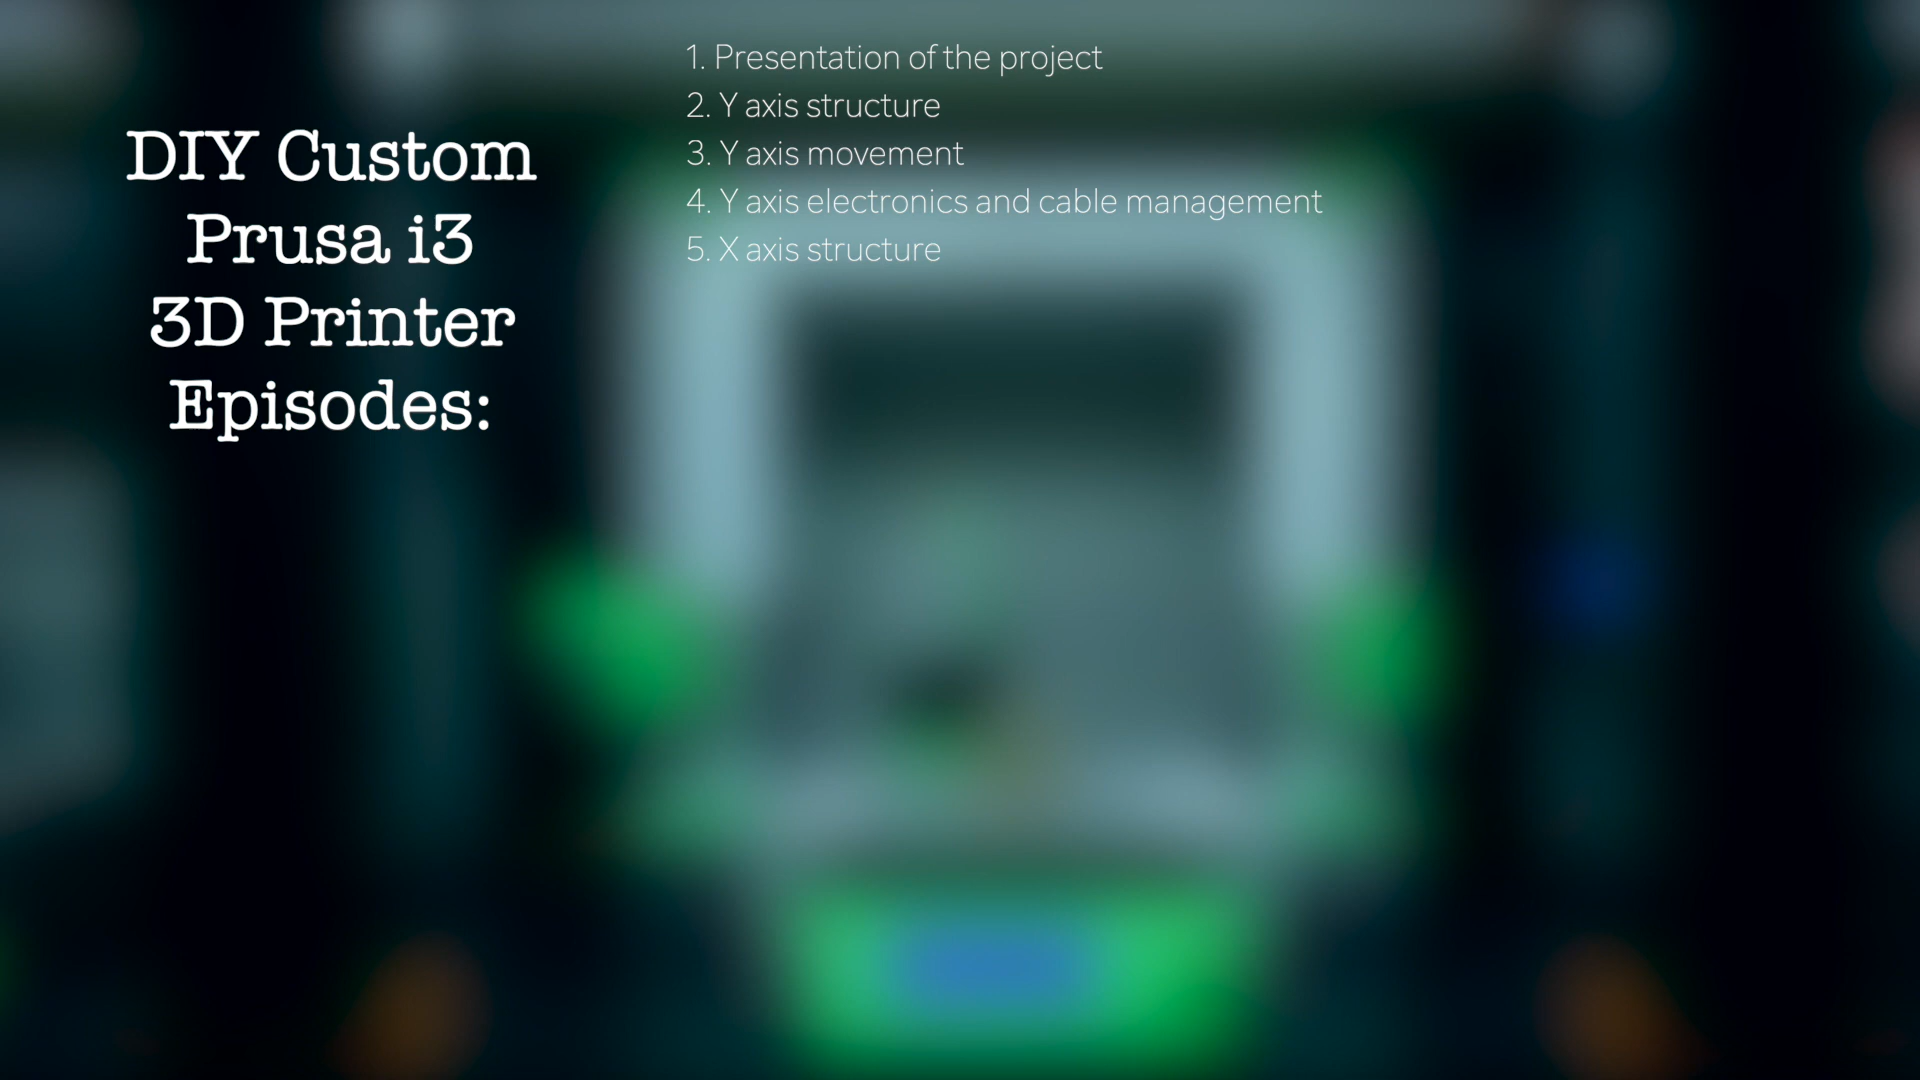 DIY Custom
Prusa i3
3D Printer
Episodes:
1. Presentation of the project
2. Y axis structure
3. Y axis movement
4. Y axis electronics and cable management
5. X axis structure